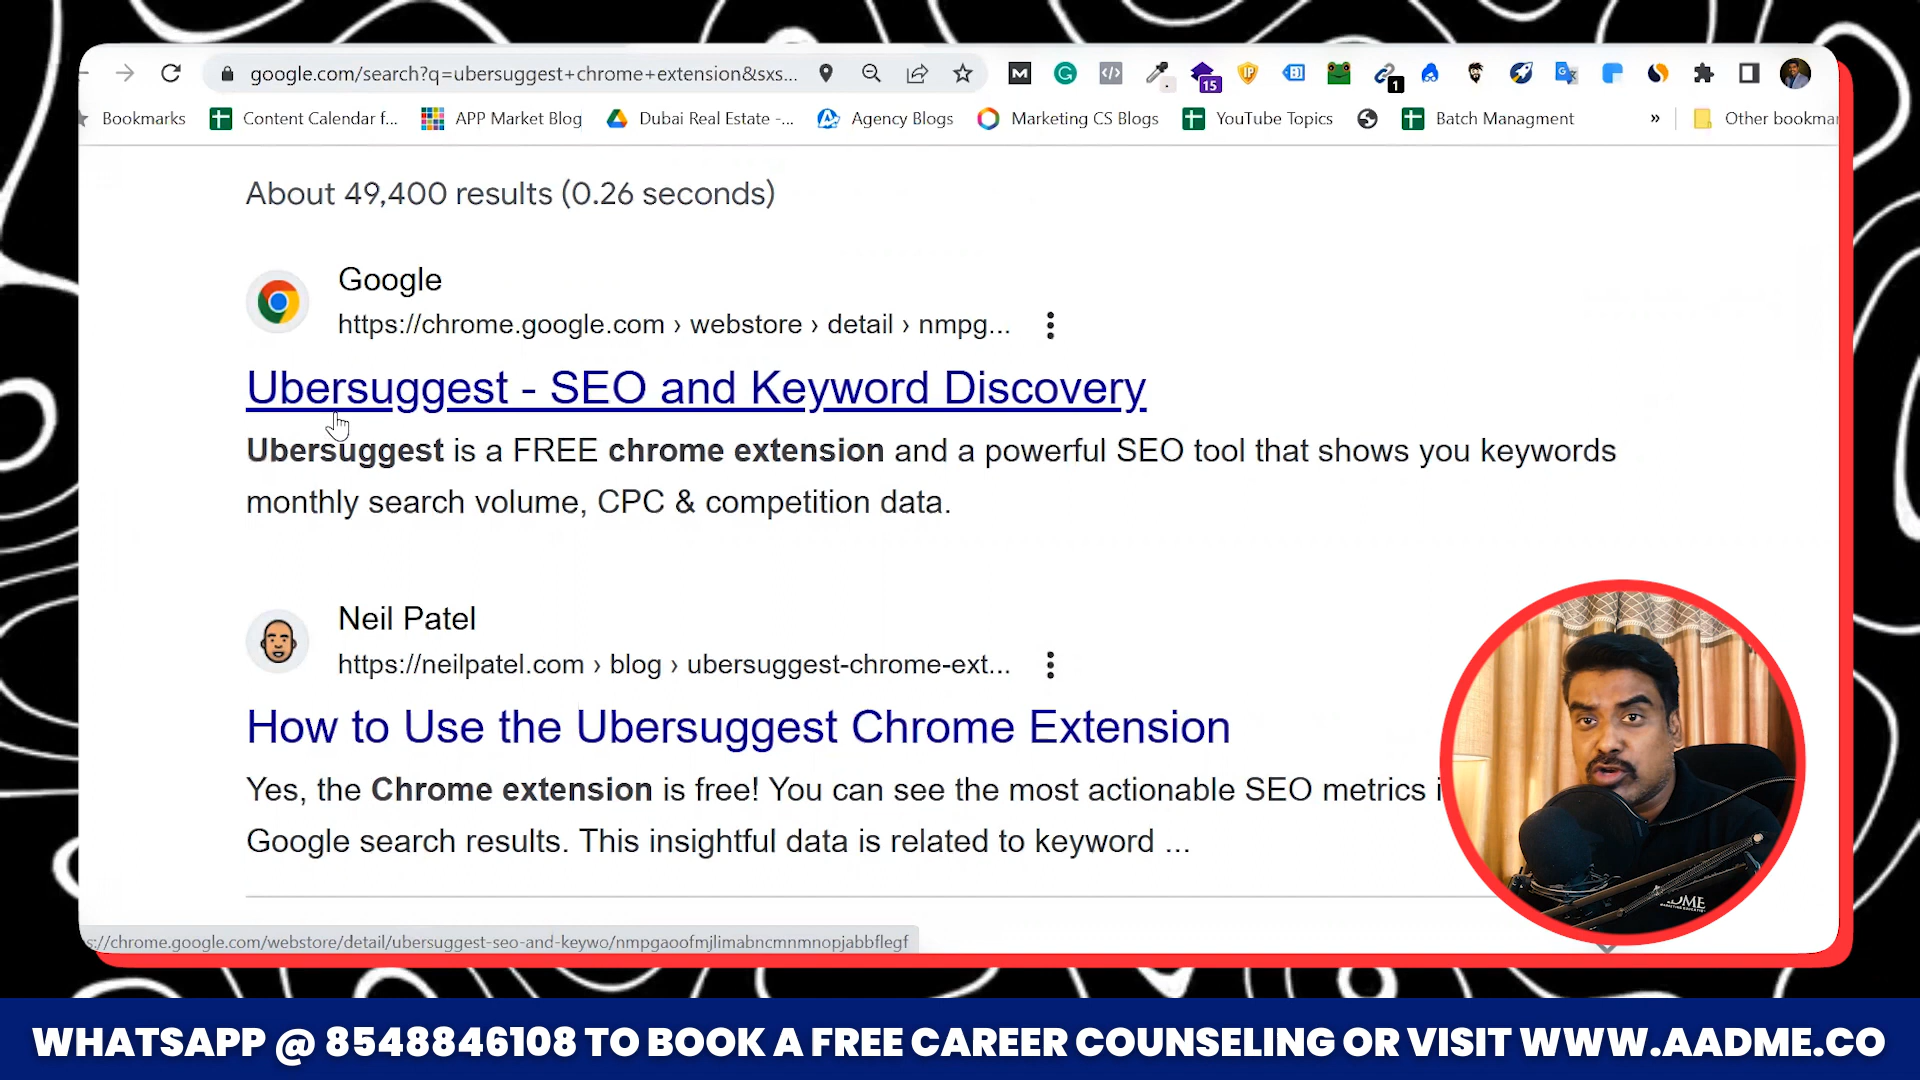 google.com/search?q=ubersuggest+chrome+extension&sxs...
15
1
Bookmarks
Content Calendar f...
APP Market Blog
Dubai Real Estate -...
Agency Blogs
Marketing CS Blogs
YouTube Topics
Batch Managment
»
Other bookmar
About 49,400 results (0.26 seconds)
Google
https://chrome.google.com › webstore › detail › nmpg...
Ubersuggest - SEO and Keyword Discovery
Ubersuggest is a FREE chrome extension and a powerful SEO tool that shows you keywords
monthly search volume, CPC & competition data.
Neil Patel
https://neilpatel.com › blog › ubersuggest-chrome-ext...
How to Use the Ubersuggest Chrome Extension
Yes, the Chrome extension is free! You can see the most actionable SEO metrics i
Google search results. This insightful data is related to keyword ...
s://chrome.google.com/webstore/detail/ubersuggest-seo-and-keywo/nmpgaoofmjlimabncmnmnopjabbflegf
WHATSAPP @ 8548846108 TO BOOK A FREE CAREER COUNSELING OR VISIT WWW.AADME.CO